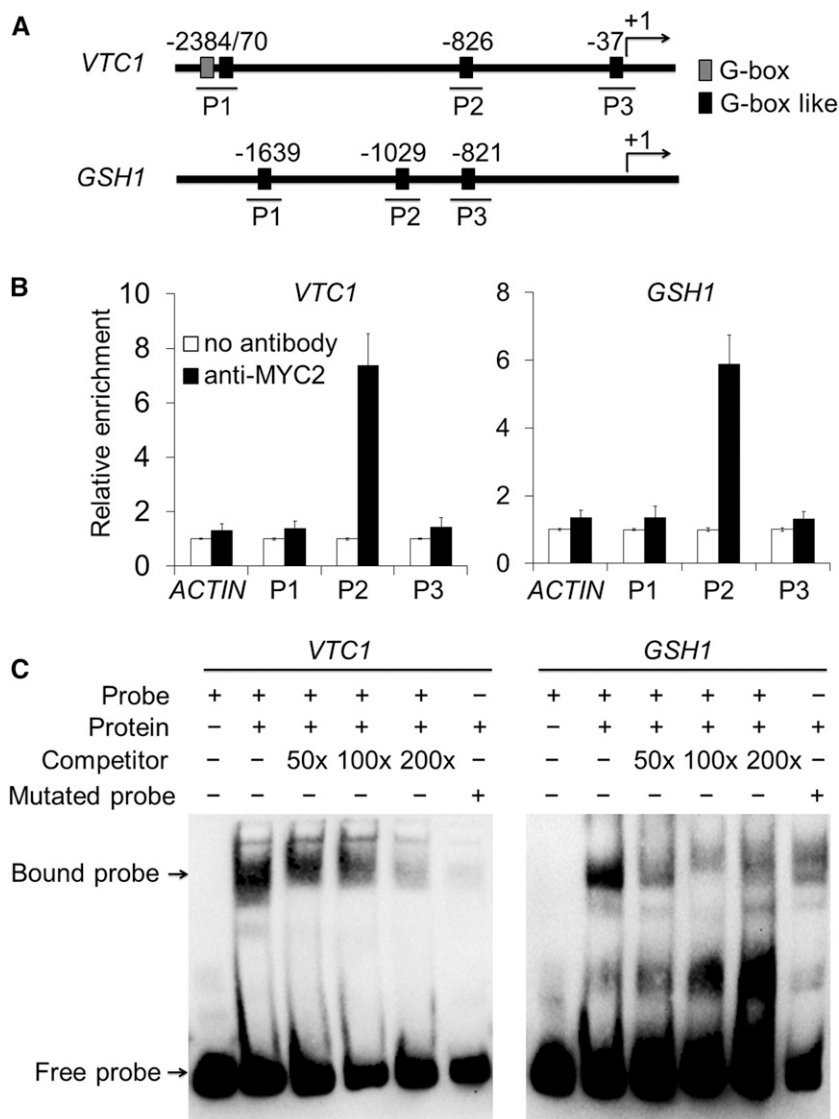 A
-2384/70 -826 -37 +1
VTC1
G-box
P1 P2 P3
G-box like
-1639 -1029 -821 +1
GSH1
P1 P2 P3
B
VTC1
10
8
6
4
2
0
Relative enrichment
no antibody
anti-MYC2
ACTIN P1 P2 P3
GSH1
8
6
4
2
0
ACTIN P1 P2 P3
C
VTC1 GSH1
Probe + + + + + − + + + + + −
Protein − + + + + + − + + + + +
Competitor − − 50x 100x 200x − − − 50x 100x 200x −
Mutated probe − − − − − + − − − − − +
Bound probe →
Free probe →